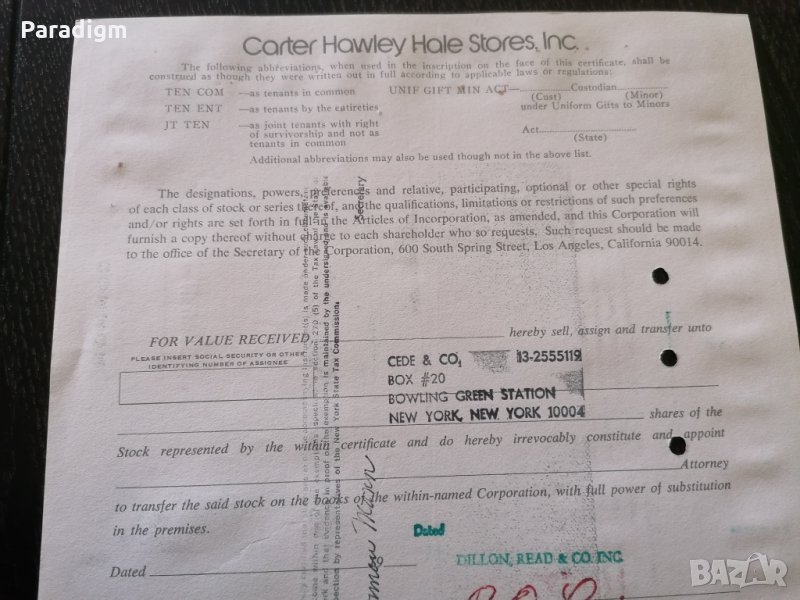 Paradigm
Carter Hawley Hale Stores, Inc.
The following abbreviations, when used in the inscription on the face of this certificate, shall be
construed as though they were written out in full according to applicable laws or regulations:
TEN COM —as tenants in common UNIF GIFT MIN ACT—..........Custodian..........
(Cust) (Minor)
TEN ENT —as tenants by the entireties under Uniform Gifts to Minors
JT TEN —as joint tenants with right Act..............................
of survivorship and not as (State)
tenants in common
Additional abbreviations may also be used though not in the above list.
The designations, powers, preferences and relative, participating, optional or other special rights
of each class of stock or series thereof, and the qualifications, limitations or restrictions of such preferences
and/or rights are set forth in full in the Articles of Incorporation, as amended, and this Corporation will
furnish a copy thereof without charge to each shareholder who so requests. Such request should be made
to the office of the Secretary of the Corporation, 600 South Spring Street, Los Angeles, California 90014.
Secretary
FOR VALUE RECEIVED, hereby sell, assign and transfer unto
PLEASE INSERT SOCIAL SECURITY OR OTHER
IDENTIFYING NUMBER OF ASSIGNEE
CEDE & CO. 13-2555119
BOX #20
BOWLING GREEN STATION
NEW YORK, NEW YORK 10004
shares of the
Stock represented by the within certificate and do hereby irrevocably constitute and appoint
Attorney
to transfer the said stock on the books of the within-named Corporation, with full power of substitution
in the premises.
Dated
Dated
DILLON, READ & CO. INC.
BAZAR